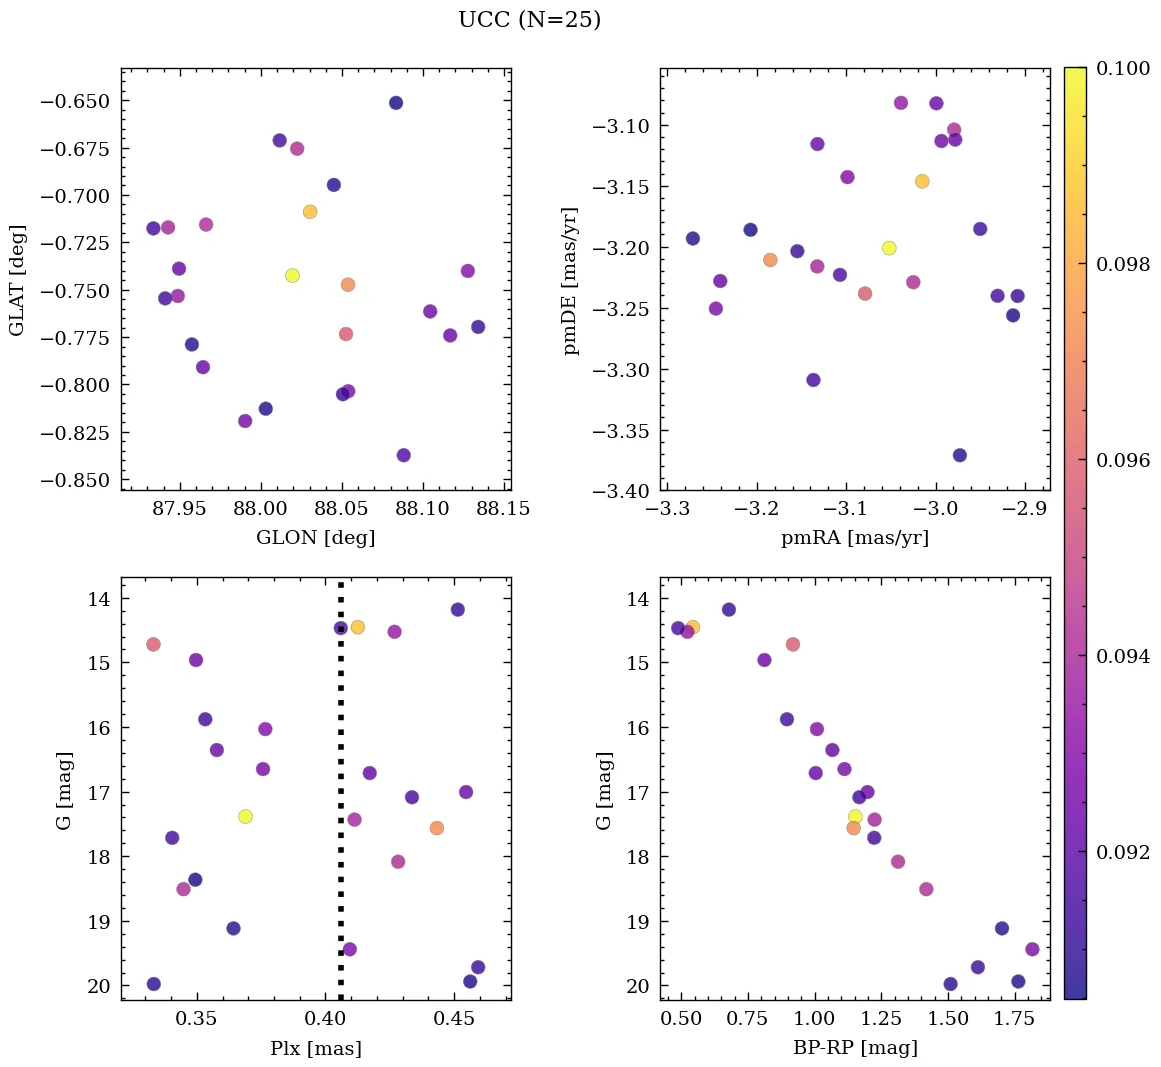 UCC (N=25)
GLAT [deg]
−0.650
−0.675
−0.700
−0.725
−0.750
−0.775
−0.800
−0.825
−0.850
87.95 88.00 88.05 88.10 88.15
GLON [deg]
pmDE [mas/yr]
−3.10
−3.15
−3.20
−3.25
−3.30
−3.35
−3.40
−3.3 −3.2 −3.1 −3.0 −2.9
pmRA [mas/yr]
G [mag]
14
15
16
17
18
19
20
0.35 0.40 0.45
Plx [mas]
G [mag]
14
15
16
17
18
19
20
0.50 0.75 1.00 1.25 1.50 1.75
BP-RP [mag]
0.100
0.098
0.096
0.094
0.092